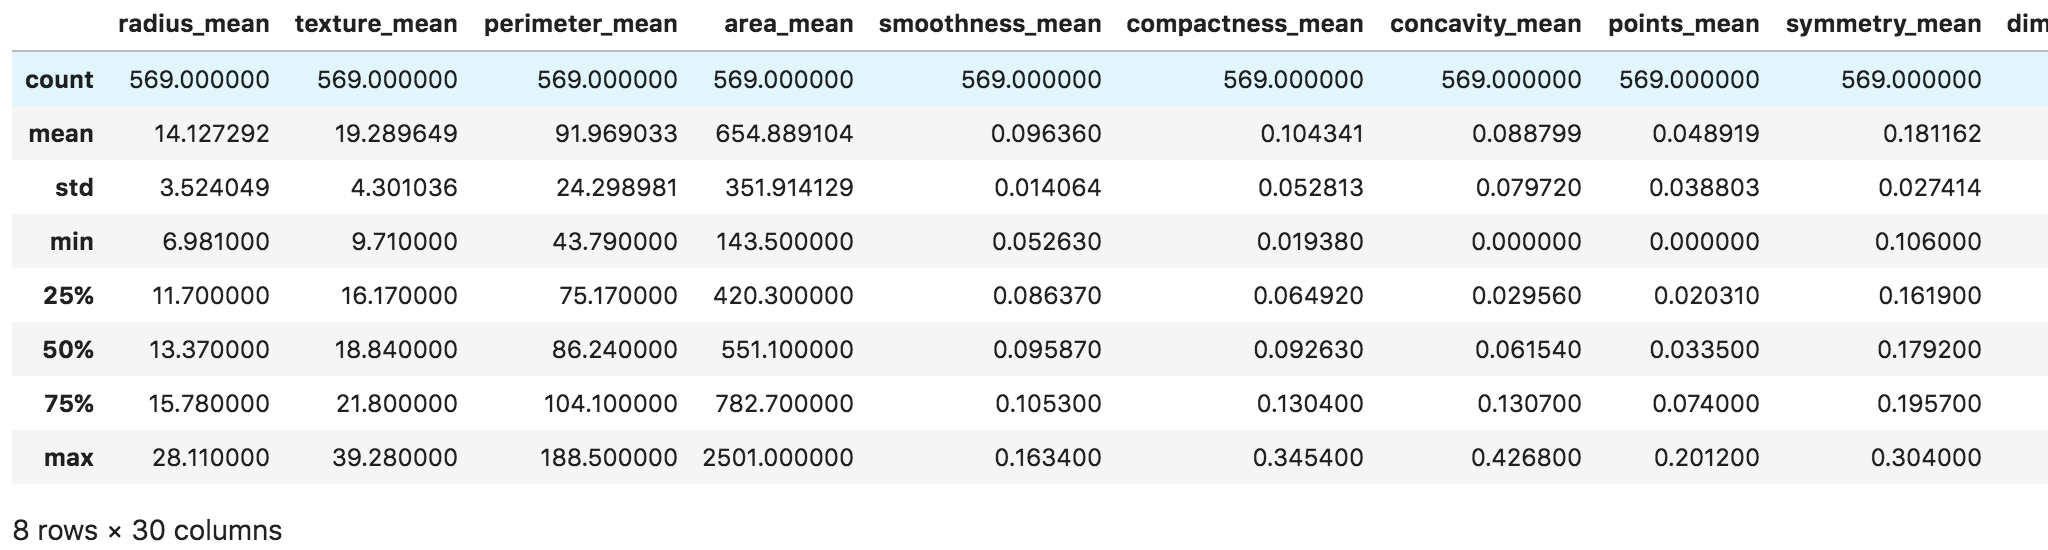 radius_mean texture_mean perimeter_mean area_mean smoothness_mean compactness_mean concavity_mean points_mean symmetry_mean dim
count 569.000000 569.000000 569.000000 569.000000 569.000000 569.000000 569.000000 569.000000 569.000000
mean 14.127292 19.289649 91.969033 654.889104 0.096360 0.104341 0.088799 0.048919 0.181162
std 3.524049 4.301036 24.298981 351.914129 0.014064 0.052813 0.079720 0.038803 0.027414
min 6.981000 9.710000 43.790000 143.500000 0.052630 0.019380 0.000000 0.000000 0.106000
25% 11.700000 16.170000 75.170000 420.300000 0.086370 0.064920 0.029560 0.020310 0.161900
50% 13.370000 18.840000 86.240000 551.100000 0.095870 0.092630 0.061540 0.033500 0.179200
75% 15.780000 21.800000 104.100000 782.700000 0.105300 0.130400 0.130700 0.074000 0.195700
max 28.110000 39.280000 188.500000 2501.000000 0.163400 0.345400 0.426800 0.201200 0.304000
8 rows × 30 columns